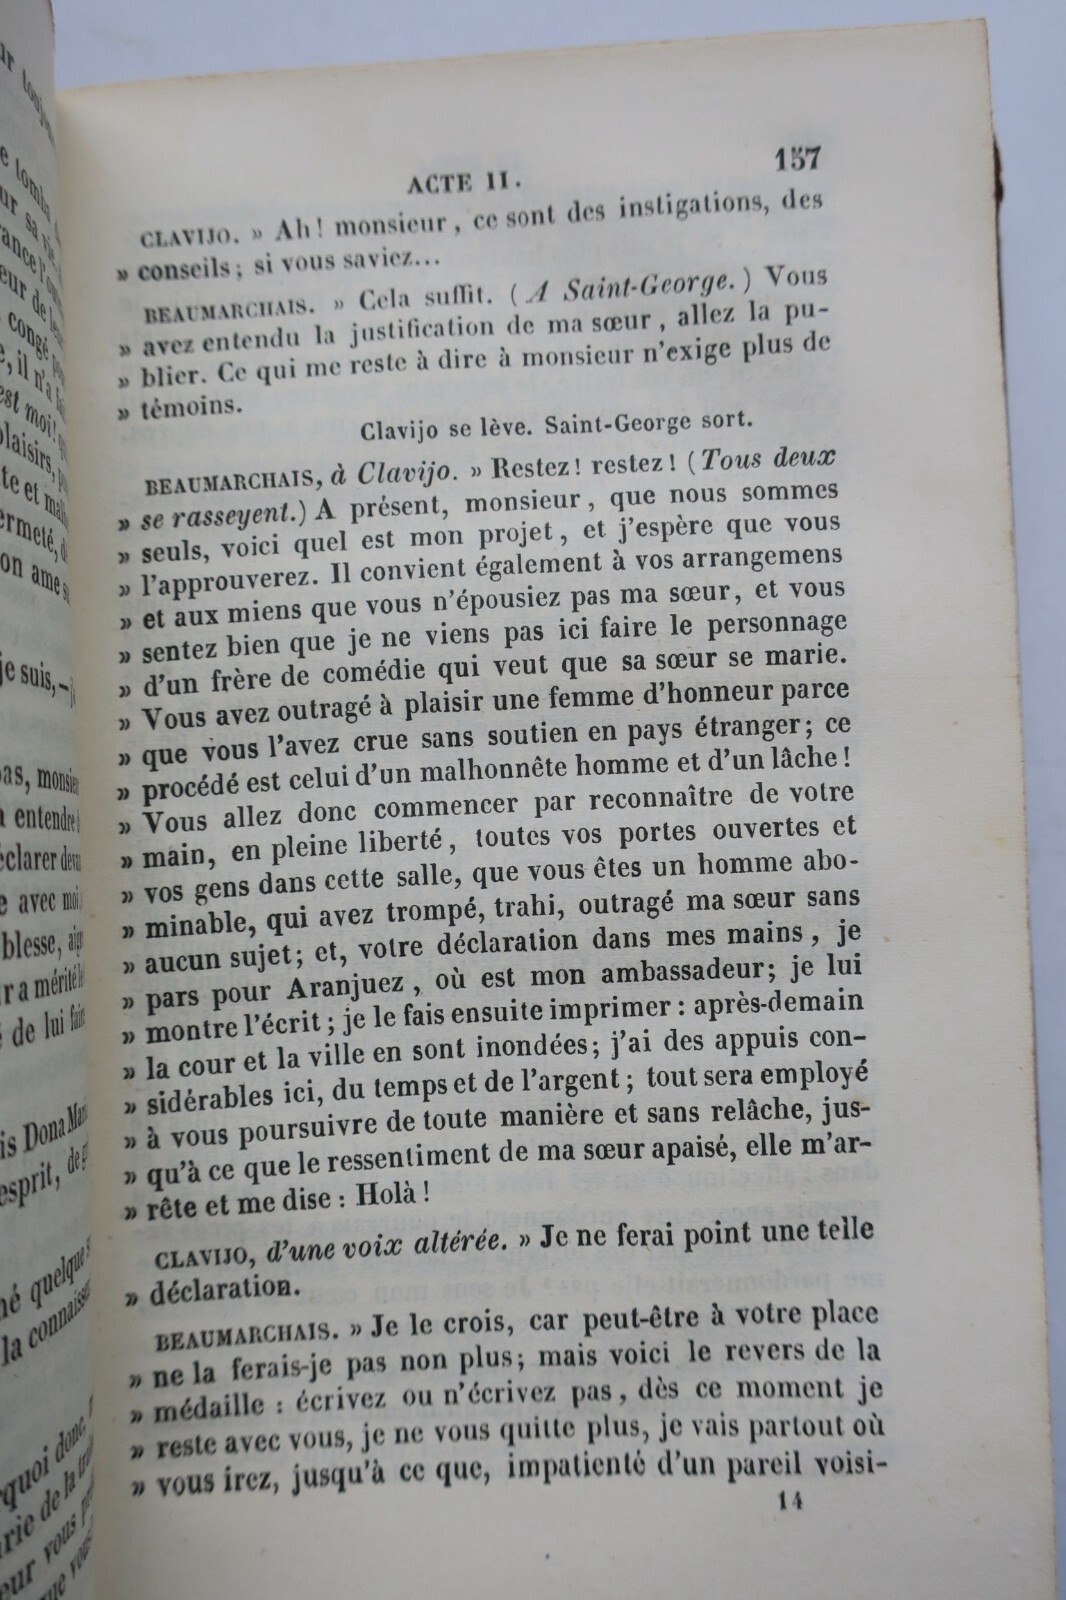 157
ACTE II.
CLAVIJO. » Ah! monsieur, ce sont des instigations, des
» conseils; si vous saviez...
BEAUMARCHAIS. » Cela suffit. (A Saint-George.) Vous
» avez entendu la justification de ma sœur, allez la pu-
» blier. Ce qui me reste à dire à monsieur n'exige plus de
» témoins.
Clavijo se lève. Saint-George sort.
BEAUMARCHAIS, à Clavijo. » Restez! restez! (Tous deux
» se rasseyent.) A présent, monsieur, que nous sommes
» seuls, voici quel est mon projet, et j'espère que vous
» l'approuverez. Il convient également à vos arrangemens
» et aux miens que vous n'épousiez pas ma sœur, et vous
» sentez bien que je ne viens pas ici faire le personnage
» d'un frère de comédie qui veut que sa sœur se marie.
» Vous avez outragé à plaisir une femme d'honneur parce
» que vous l'avez crue sans soutien en pays étranger; ce
» procédé est celui d'un malhonnête homme et d'un lâche!
» Vous allez donc commencer par reconnaître de votre
» main, en pleine liberté, toutes vos portes ouvertes et
» vos gens dans cette salle, que vous êtes un homme abo-
» minable, qui avez trompé, trahi, outragé ma sœur sans
» aucun sujet; et, votre déclaration dans mes mains, je
» pars pour Aranjuez, où est mon ambassadeur; je lui
» montre l'écrit; je le fais ensuite imprimer: après-demain
» la cour et la ville en sont inondées; j'ai des appuis con-
» sidérables ici, du temps et de l'argent; tout sera employé
» à vous poursuivre de toute manière et sans relâche, jus-
» qu'à ce que le ressentiment de ma sœur apaisé, elle m'ar-
» rête et me dise: Holà!
CLAVIJO, d'une voix altérée. » Je ne ferai point une telle
» déclaration.
BEAUMARCHAIS. » Je le crois, car peut-être à votre place
» ne la ferais-je pas non plus; mais voici le revers de la
» médaille: écrivez ou n'écrivez pas, dès ce moment je
» reste avec vous, je ne vous quitte plus, je vais partout où
» vous irez, jusqu'à ce que, impatienté d'un pareil voisi-
14